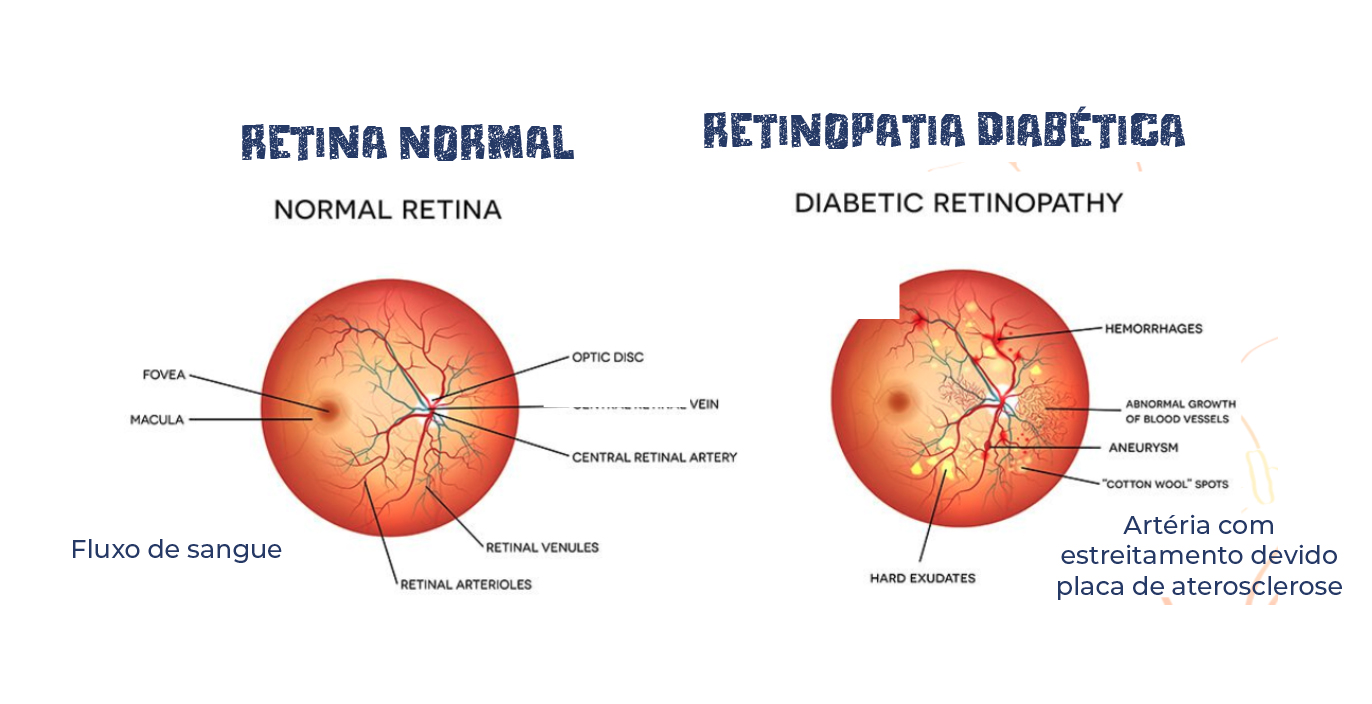 RETINA NORMAL
NORMAL RETINA
FOVEA
MACULA
OPTIC DISC
VEIN
CENTRAL RETINAL ARTERY
RETINAL VENULES
RETINAL ARTERIOLES
Fluxo de sangue
RETINOPATIA DIABÉTICA
DIABETIC RETINOPATHY
HEMORRHAGES
ABNORMAL GROWTH
OF BLOOD VESSELS
ANEURYSM
"COTTON WOOL" SPOTS
HARD EXUDATES
Artéria com
estreitamento devido
placa de aterosclerose